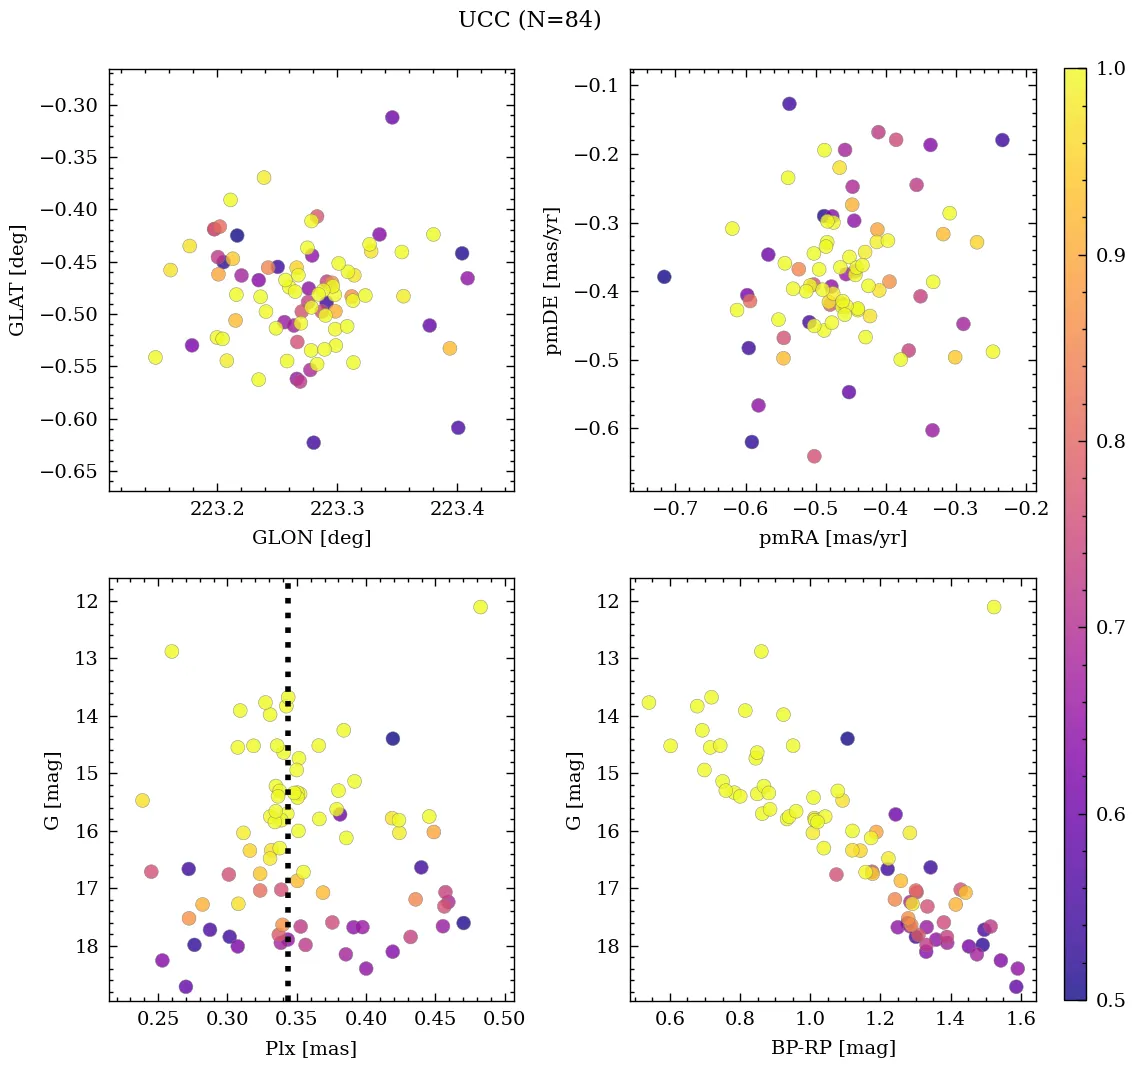 UCC (N=84)
−0.30
−0.35
−0.40
−0.45
−0.50
−0.55
−0.60
−0.65
GLAT [deg]
223.2 223.3 223.4
GLON [deg]
−0.1
−0.2
−0.3
−0.4
−0.5
−0.6
pmDE [mas/yr]
−0.7 −0.6 −0.5 −0.4 −0.3 −0.2
pmRA [mas/yr]
12
13
14
15
16
17
18
G [mag]
0.25 0.30 0.35 0.40 0.45 0.50
Plx [mas]
12
13
14
15
16
17
18
G [mag]
0.6 0.8 1.0 1.2 1.4 1.6
BP-RP [mag]
1.0
0.9
0.8
0.7
0.6
0.5